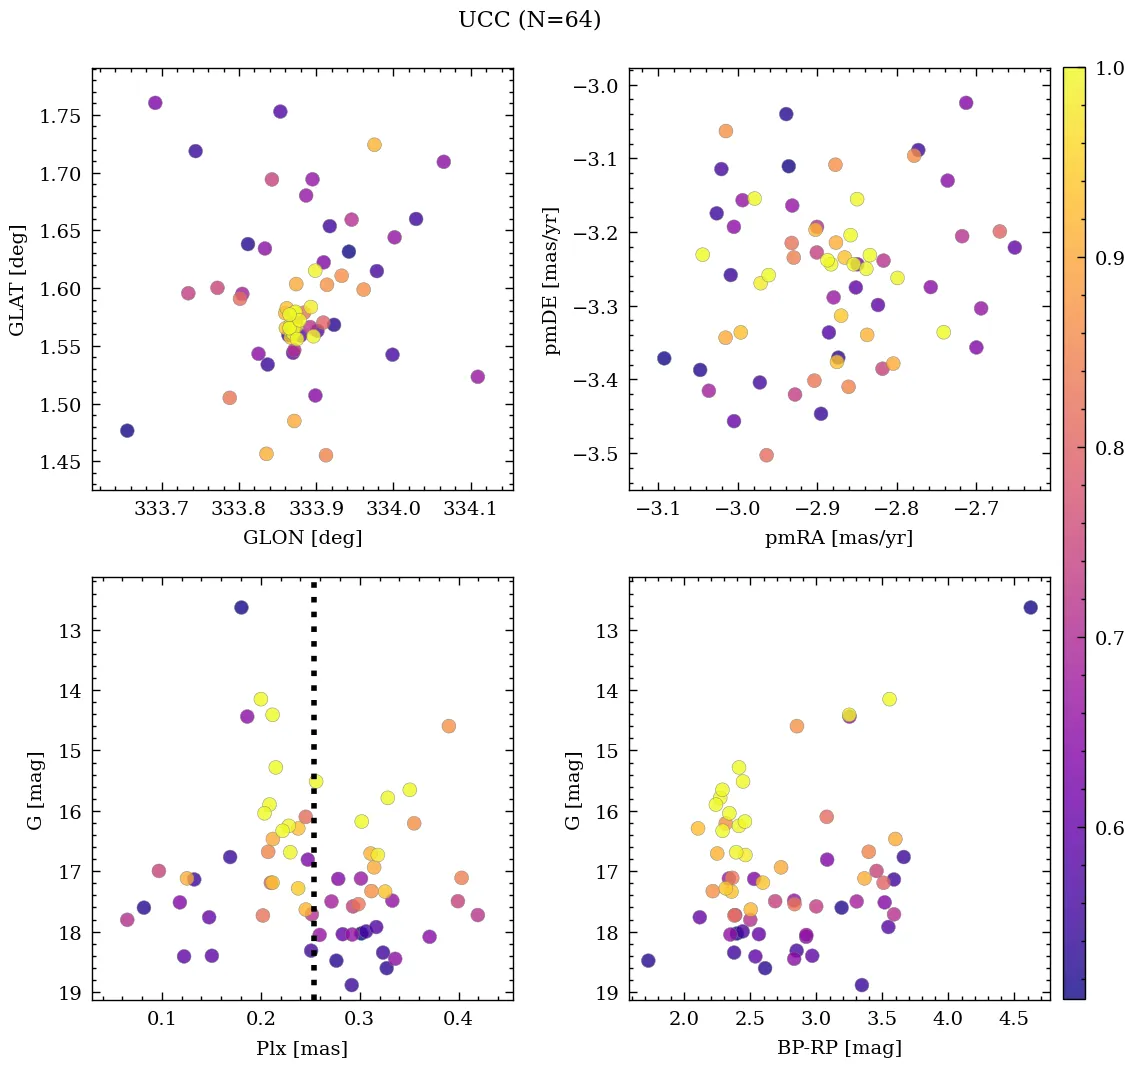 UCC (N=64)
1.75
1.70
1.65
1.60
1.55
1.50
1.45
GLAT [deg]
333.7 333.8 333.9 334.0 334.1
GLON [deg]
−3.0
−3.1
−3.2
−3.3
−3.4
−3.5
pmDE [mas/yr]
−3.1 −3.0 −2.9 −2.8 −2.7
pmRA [mas/yr]
1.0
0.9
0.8
0.7
0.6
13
14
15
16
17
18
19
G [mag]
0.1 0.2 0.3 0.4
Plx [mas]
13
14
15
16
17
18
19
G [mag]
2.0 2.5 3.0 3.5 4.0 4.5
BP-RP [mag]